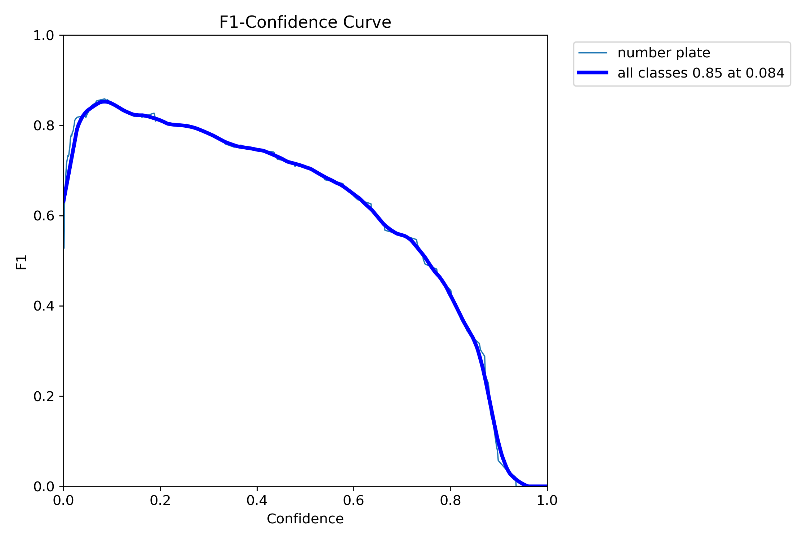 F1-Confidence Curve
number plate
all classes 0.85 at 0.084
1.0
0.8
0.6
0.4
0.2
0.0
F1
0.0 0.2 0.4 0.6 0.8 1.0
Confidence